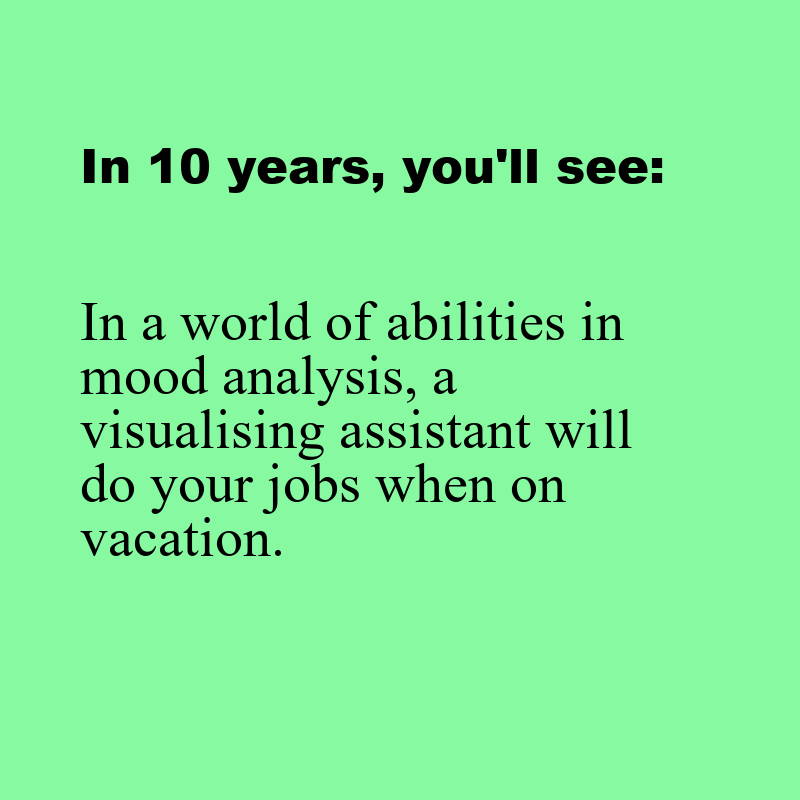 In 10 years, you'll see:
In a world of abilities in
mood analysis, a
visualising assistant will
do your jobs when on
vacation.